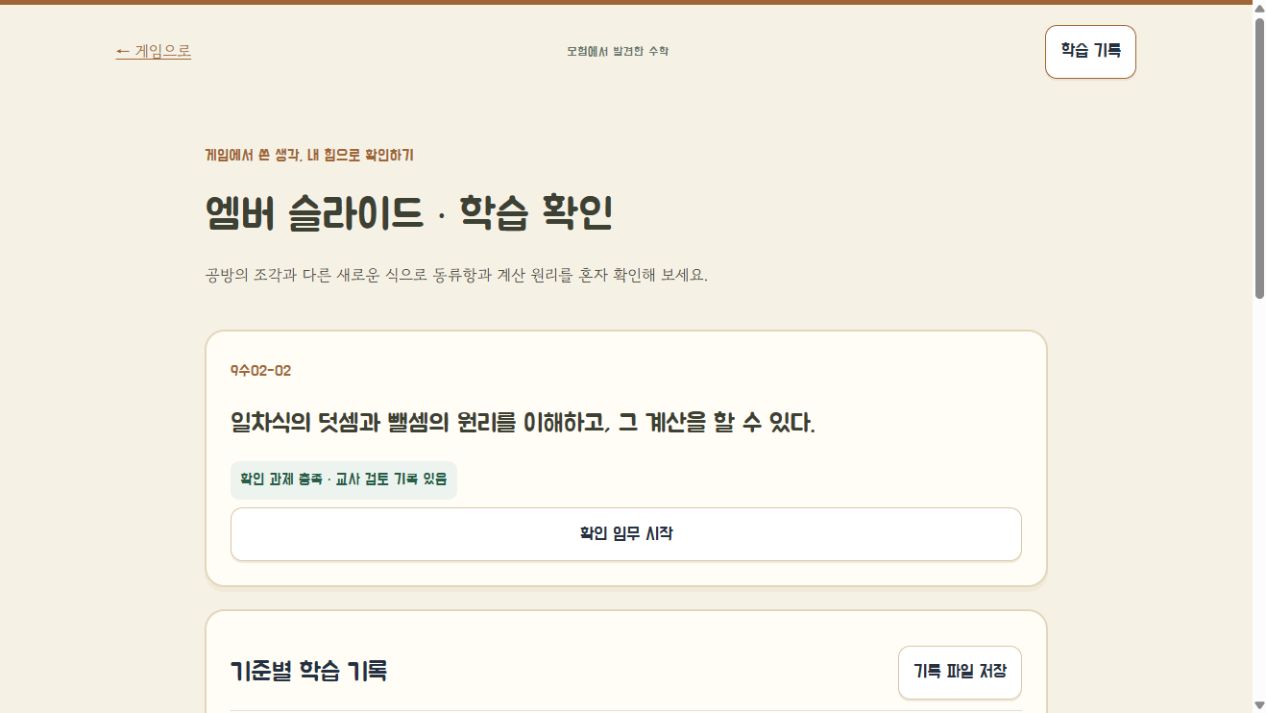 ← 게임으로
모험에서 발견한 수학
학습 기록
게임에서 쓴 생각, 내 힘으로 확인하기
엠버 슬라이드 · 학습 확인
공방의 조각과 다른 새로운 식으로 동류항과 계산 원리를 혼자 확인해 보세요.
9수02-02
일차식의 덧셈과 뺄셈의 원리를 이해하고, 그 계산을 할 수 있다.
확인 과제 충족 · 교사 검토 기록 있음
확인 임무 시작
기준별 학습 기록
기록 파일 저장